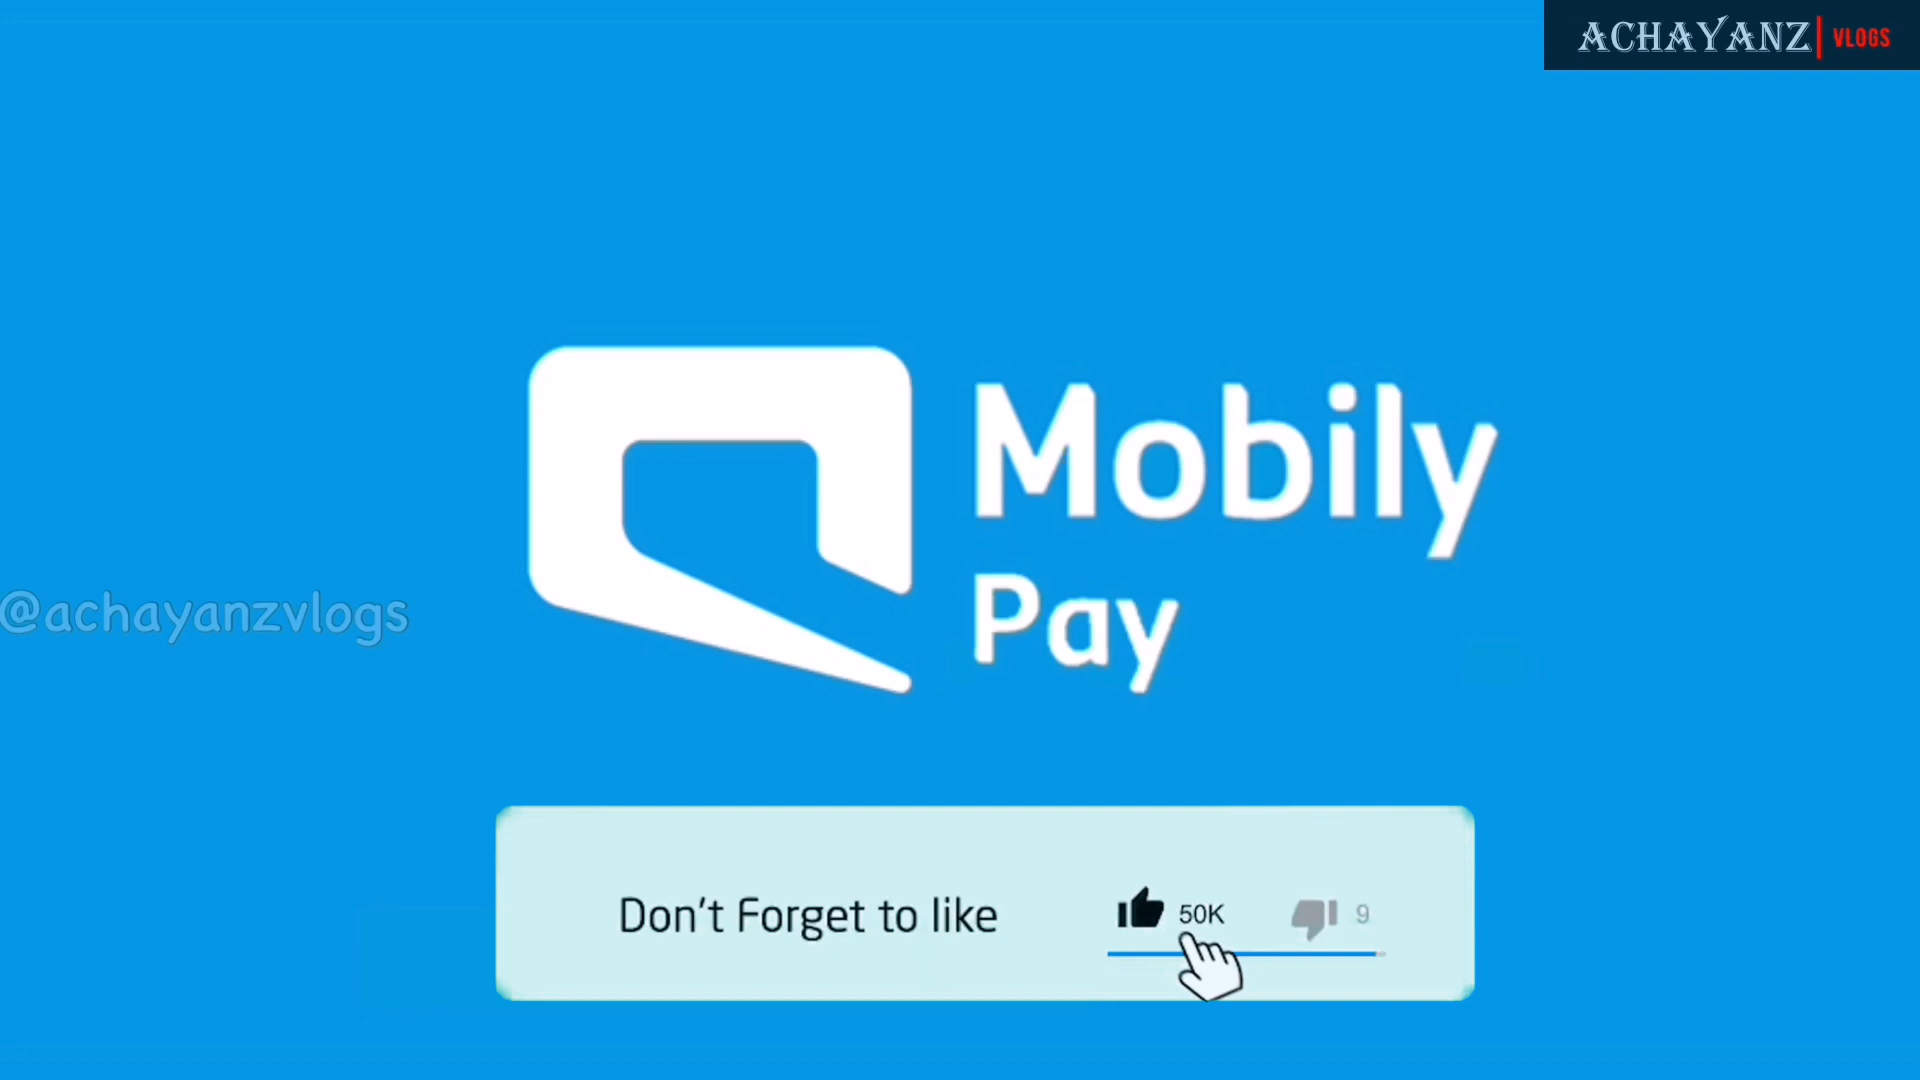 ACHAYANZ VLOGS
Mobily
Pay
@achayanzvlogs
Don't Forget to like 50K 9